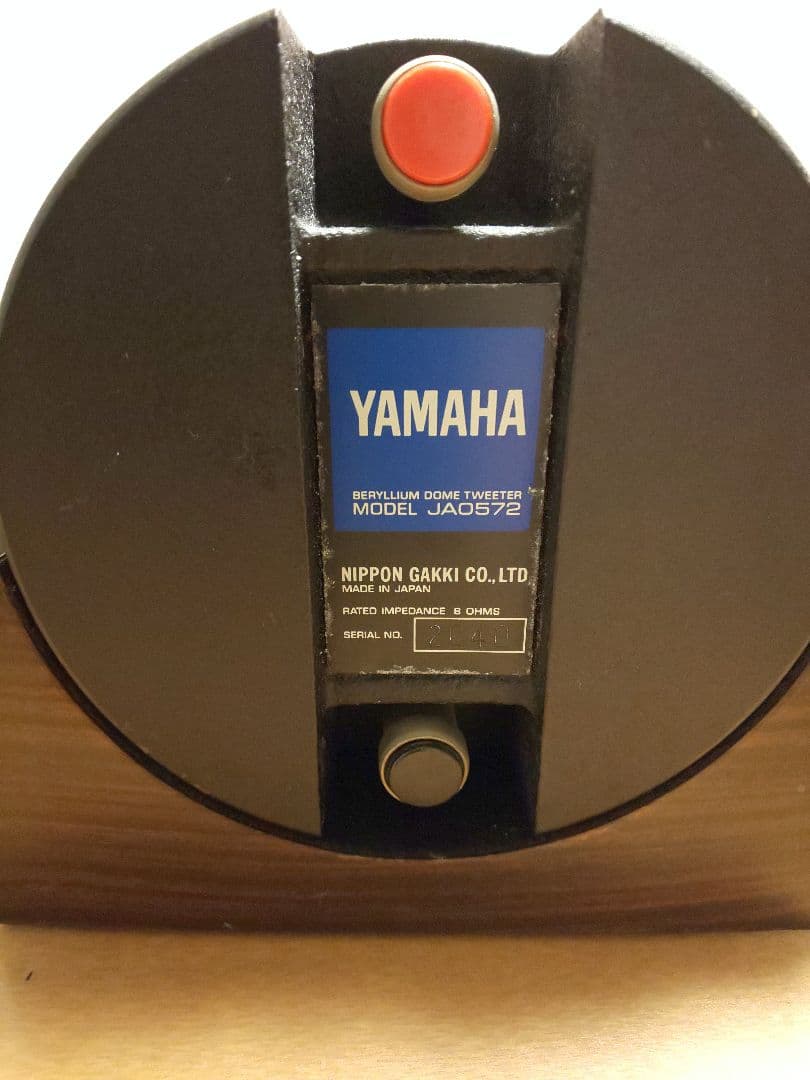 YAMAHA
BERYLLIUM DOME TWEETER
MODEL JA0572
NIPPON GAKKI CO., LTD
MADE IN JAPAN
RATED IMPEDANCE 8 OHMS
SERIAL NO.